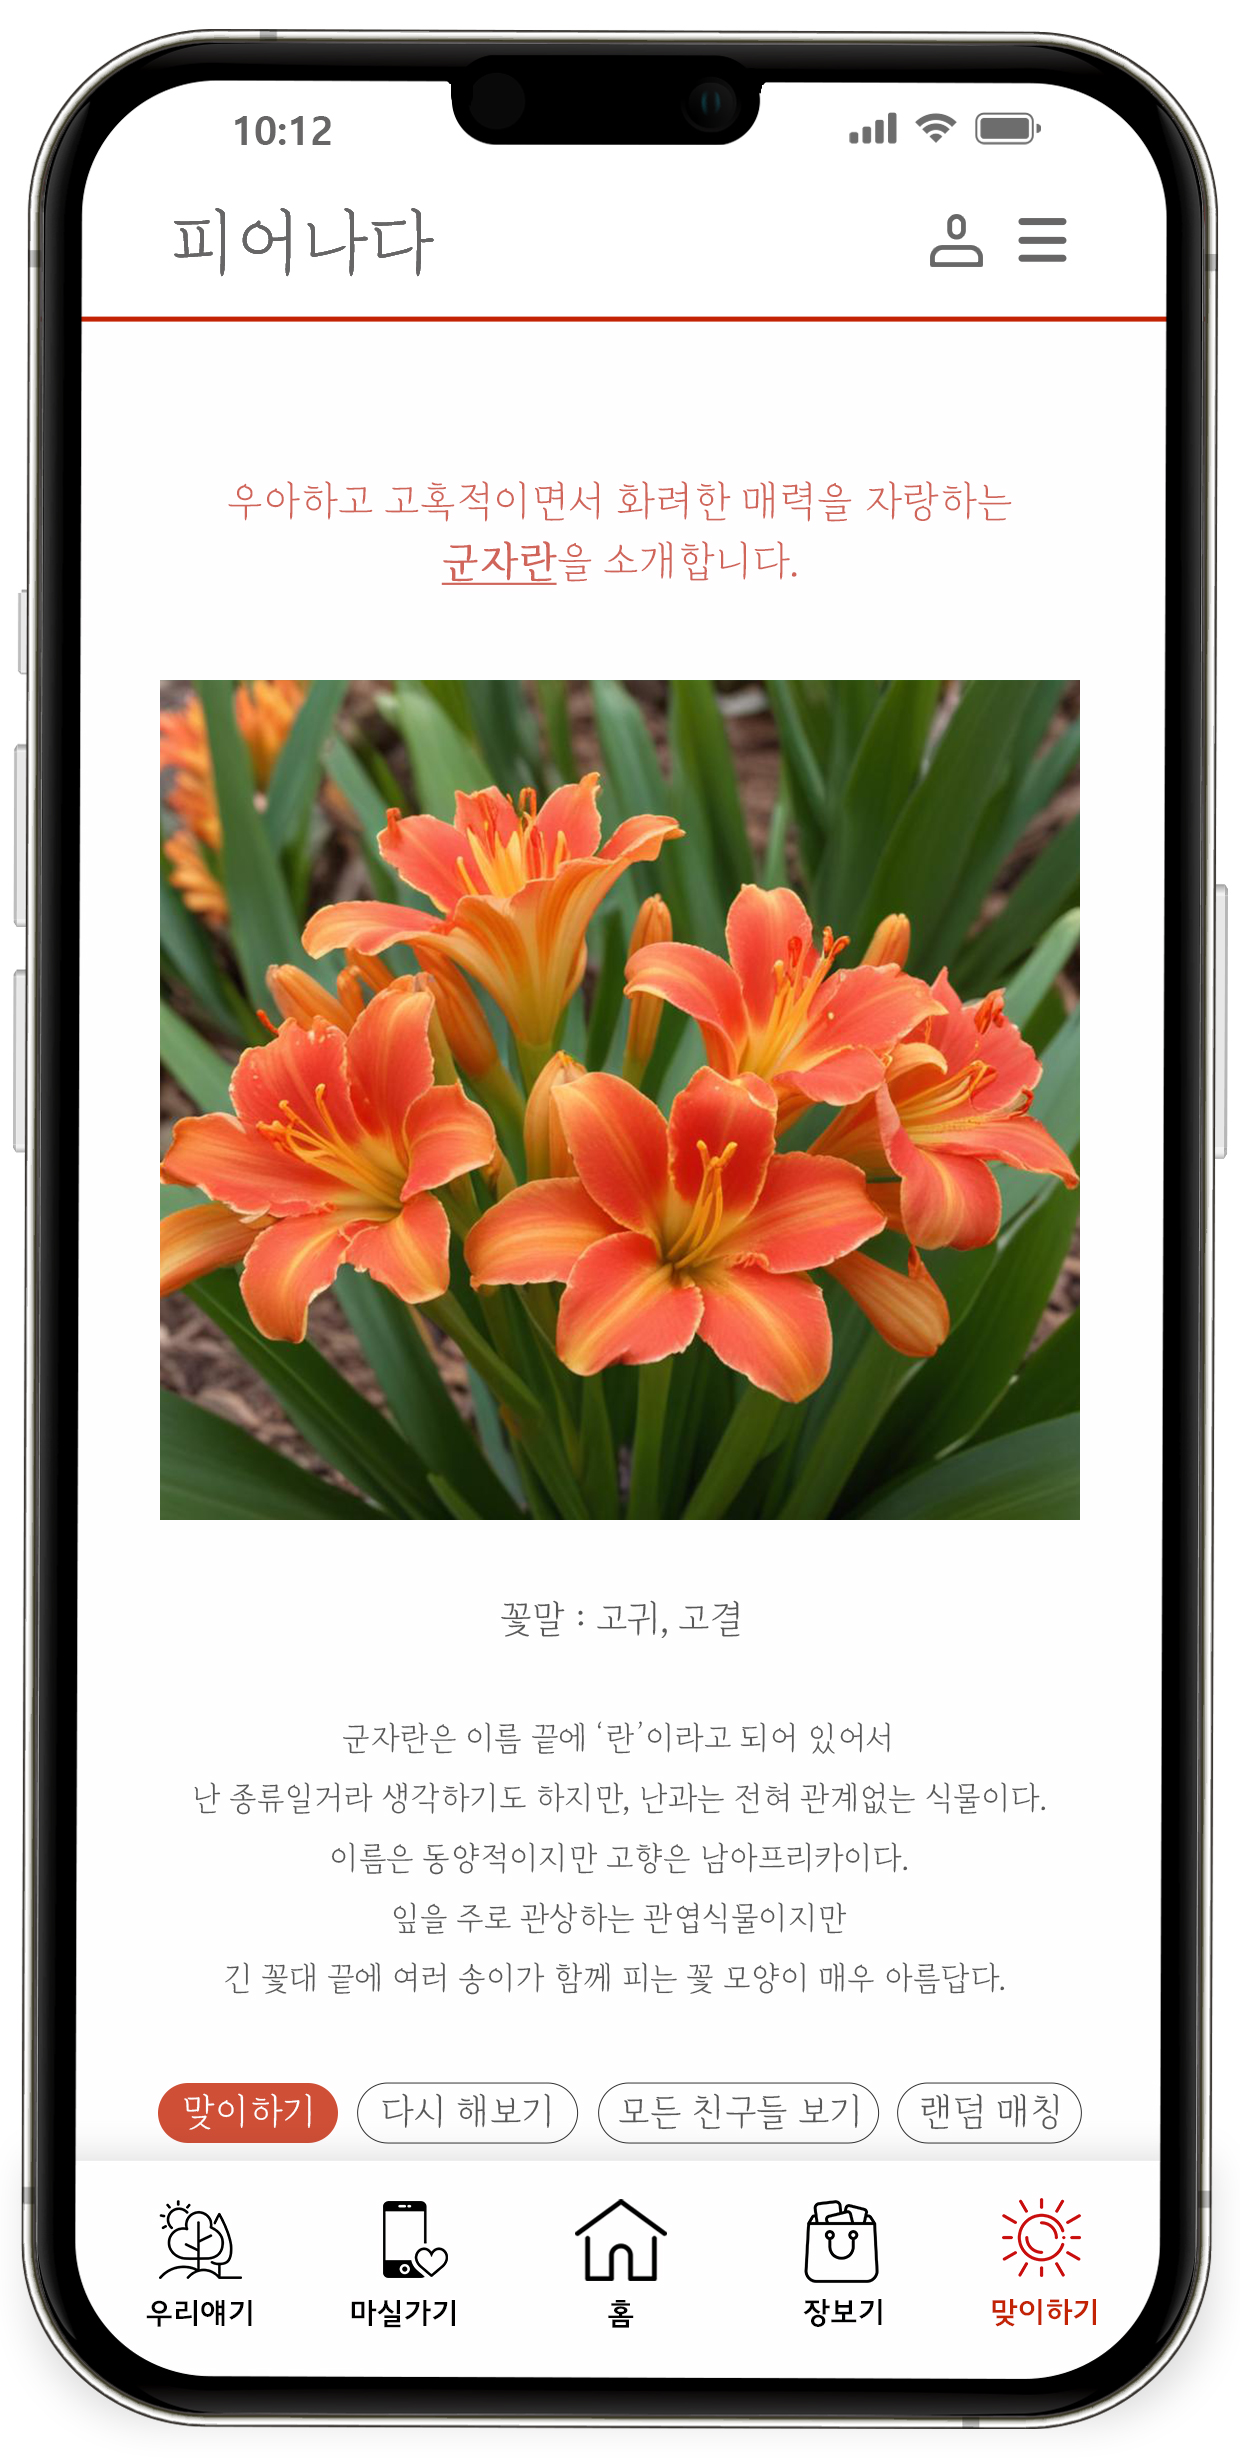 10:12
피어나다
우아하고 고혹적이면서 화려한 매력을 자랑하는
군자란을 소개합니다.
꽃말 : 고귀, 고결
군자란은 이름 끝에 ‘란’이라고 되어 있어서
난 종류일거라 생각하기도 하지만, 난과는 전혀 관계없는 식물이다.
이름은 동양적이지만 고향은 남아프리카이다.
잎을 주로 관상하는 관엽식물이지만
긴 꽃대 끝에 여러 송이가 함께 피는 꽃 모양이 매우 아름답다.
맞이하기 다시 해보기 모든 친구들 보기 랜덤 매칭
우리얘기 마실가기 홈 장보기 맞이하기